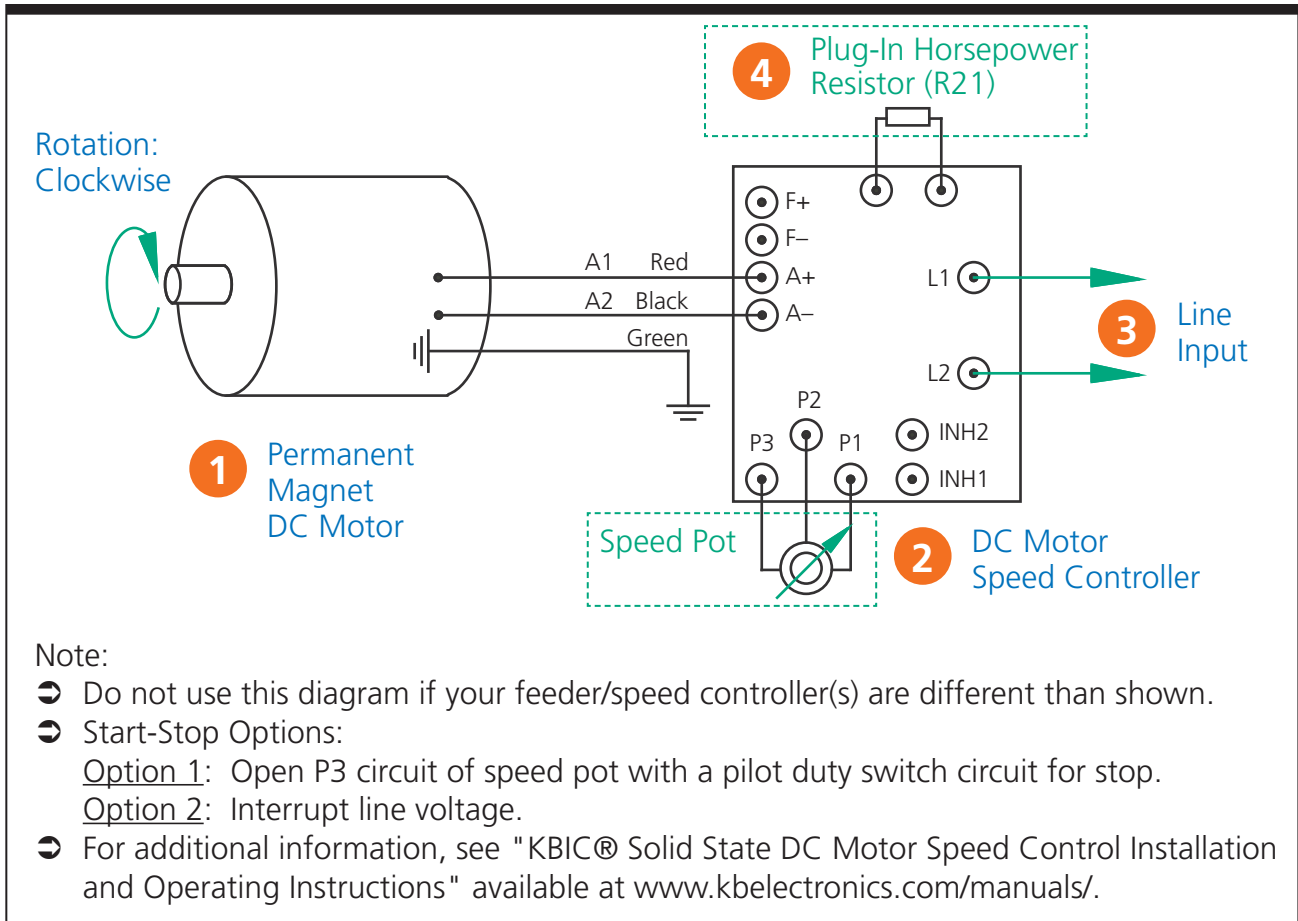 4
Plug-In Horsepower
Resistor (R21)
Rotation:
Clockwise
F+
F–
A1 Red
A+
L1
A2 Black
A–
Green
3
Line
Input
L2
P2
P3
P1
INH2
INH1
1
Permanent
Magnet
DC Motor
Speed Pot
2
DC Motor
Speed Controller
Note:
➲ Do not use this diagram if your feeder/speed controller(s) are different than shown.
➲ Start-Stop Options:
Option 1: Open P3 circuit of speed pot with a pilot duty switch circuit for stop.
Option 2: Interrupt line voltage.
➲ For additional information, see "KBIC® Solid State DC Motor Speed Control Installation
and Operating Instructions" available at www.kbelectronics.com/manuals/.